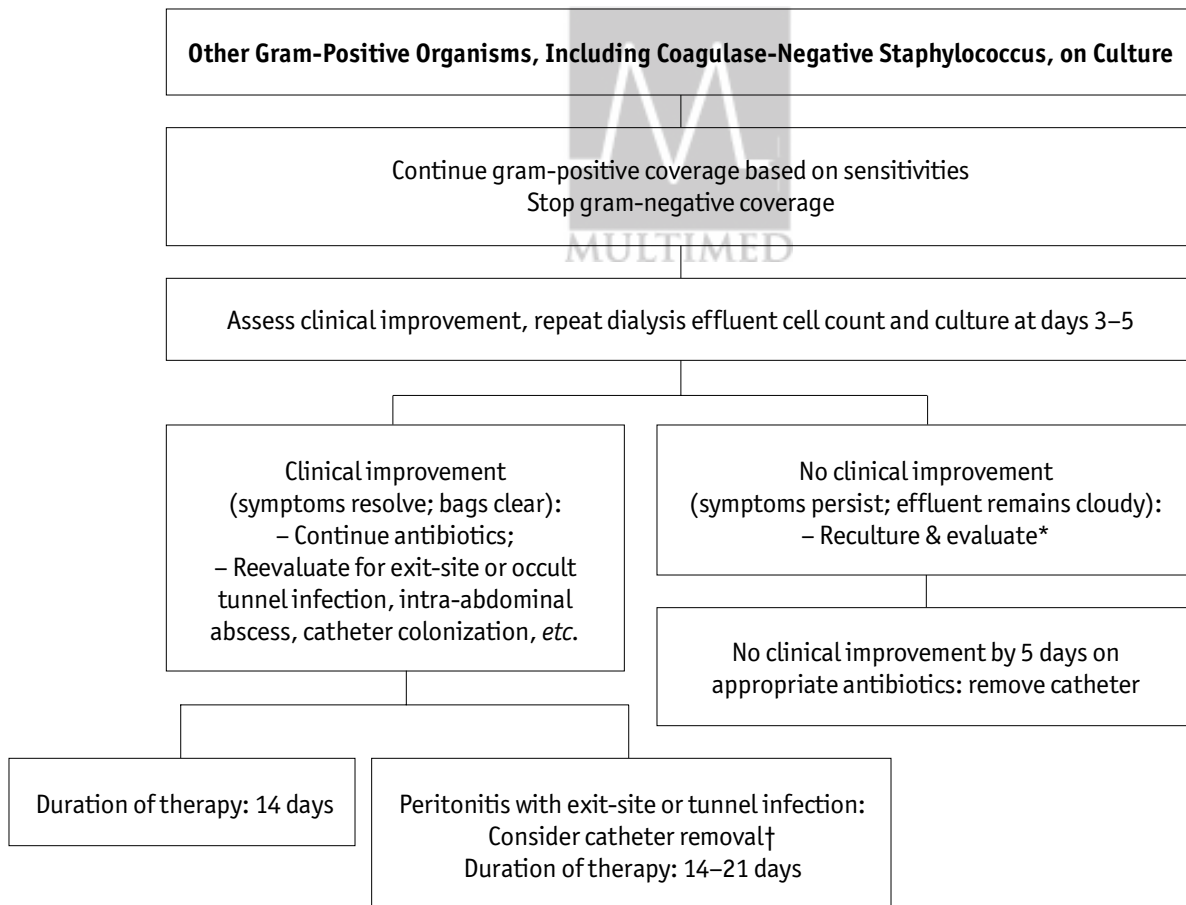 Other Gram-Positive Organisms, Including Coagulase-Negative Staphylococcus, on Culture
Continue gram-positive coverage based on sensitivities
Stop gram-negative coverage
MULTIMED
Assess clinical improvement, repeat dialysis effluent cell count and culture at days 3–5
Clinical improvement
(symptoms resolve; bags clear):
– Continue antibiotics;
– Reevaluate for exit-site or occult
tunnel infection, intra-abdominal
abscess, catheter colonization, etc.
No clinical improvement
(symptoms persist; effluent remains cloudy):
– Reculture & evaluate*
No clinical improvement by 5 days on
appropriate antibiotics: remove catheter
Duration of therapy: 14 days
Peritonitis with exit-site or tunnel infection:
Consider catheter removal†
Duration of therapy: 14–21 days